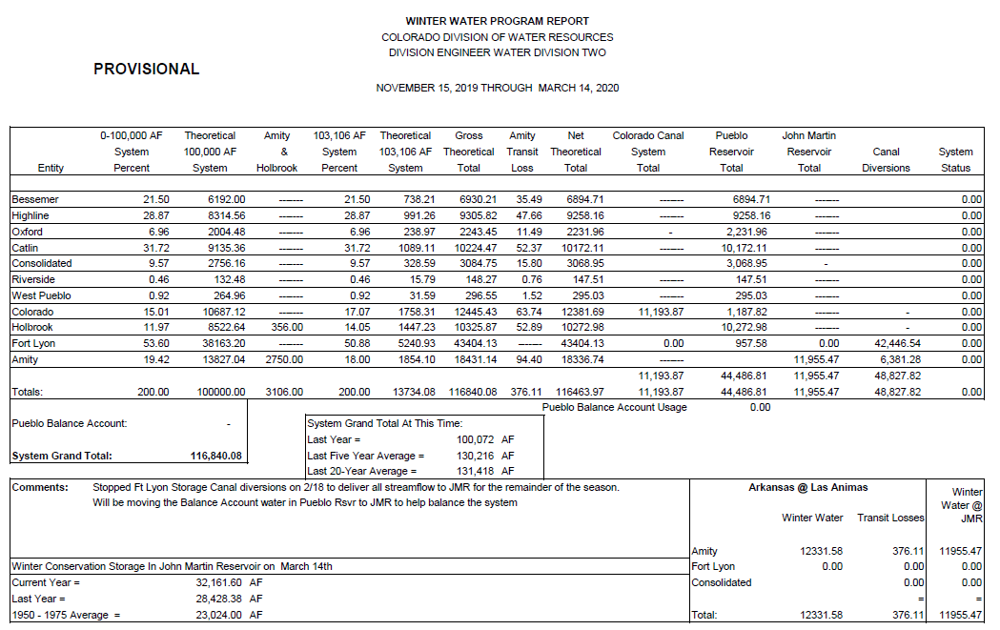 WINTER WATER PROGRAM REPORT
COLORADO DIVISION OF WATER RESOURCES
DIVISION ENGINEER WATER DIVISION TWO
PROVISIONAL
NOVEMBER 15, 2019 THROUGH MARCH 14, 2020
0-100,000 AF Theoretical Amity 103,106 AF Theoretical Gross Amity Net Colorado Canal Pueblo John Martin
System 100,000 AF & System 103,106 AF Theoretical Transit Theoretical System Reservoir Reservoir Canal System
Entity Percent System Holbrook Percent System Total Loss Total Total Total Total Diversions Status
Bessemer 21.50 6192.00 ------- 21.50 738.21 6930.21 35.49 6894.71 ------- 6894.71 ------- 0.00
Highline 28.87 8314.56 ------- 28.87 991.26 9305.82 47.66 9258.16 ------- 9258.16 ------- 0.00
Oxford 6.96 2004.48 ------- 6.96 238.97 2243.45 11.49 2231.96 - 2,231.96 ------- 0.00
Catlin 31.72 9135.36 ------- 31.72 1089.11 10224.47 52.37 10172.11 ------- 10,172.11 ------- 0.00
Consolidated 9.57 2756.16 ------- 9.57 328.59 3084.75 15.80 3068.95 3,068.95 - 0.00
Riverside 0.46 132.48 ------- 0.46 15.79 148.27 0.76 147.51 ------- 147.51 ------- 0.00
West Pueblo 0.92 264.96 ------- 0.92 31.59 296.55 1.52 295.03 ------- 295.03 ------- 0.00
Colorado 15.01 10687.12 ------- 17.07 1758.31 12445.43 63.74 12381.69 11,193.87 1,187.82 ------- - 0.00
Holbrook 11.97 8522.64 356.00 14.05 1447.23 10325.87 52.89 10272.98 10,272.98 ------- - 0.00
Fort Lyon 53.60 38163.20 ------- 50.88 5240.93 43404.13 ------- 43404.13 0.00 957.58 0.00 42,446.54 0.00
Amity 19.42 13827.04 2750.00 18.00 1854.10 18431.14 94.40 18336.74 ------- 11,955.47 6,381.28 0.00
11,193.87 44,486.81 11,955.47 48,827.82
Totals: 200.00 100000.00 3106.00 200.00 13734.08 116840.08 376.11 116463.97 11,193.87 44,486.81 11,955.47 48,827.82 0.00
Pueblo Balance Account Usage 0.00
Pueblo Balance Account: -
System Grand Total: 116,840.08
System Grand Total At This Time:
Last Year = 100,072 AF
Last Five Year Average = 130,216 AF
Last 20-Year Average = 131,418 AF
Comments: Stopped Ft Lyon Storage Canal diversions on 2/18 to deliver all streamflow to JMR for the remainder of the season.
Will be moving the Balance Account water in Pueblo Rsvr to JMR to help balance the system
Winter Conservation Storage In John Martin Reservoir on March 14th
Current Year = 32,161.60 AF
Last Year = 28,428.38 AF
1950 - 1975 Average = 23,024.00 AF
Arkansas @ Las Animas Winter
Water @
Winter Water Transit Losses JMR
Amity 12331.58 376.11 11955.47
Fort Lyon 0.00 0.00 0.00
Consolidated 0.00 0.00
= =
Total: 12331.58 376.11 11955.47